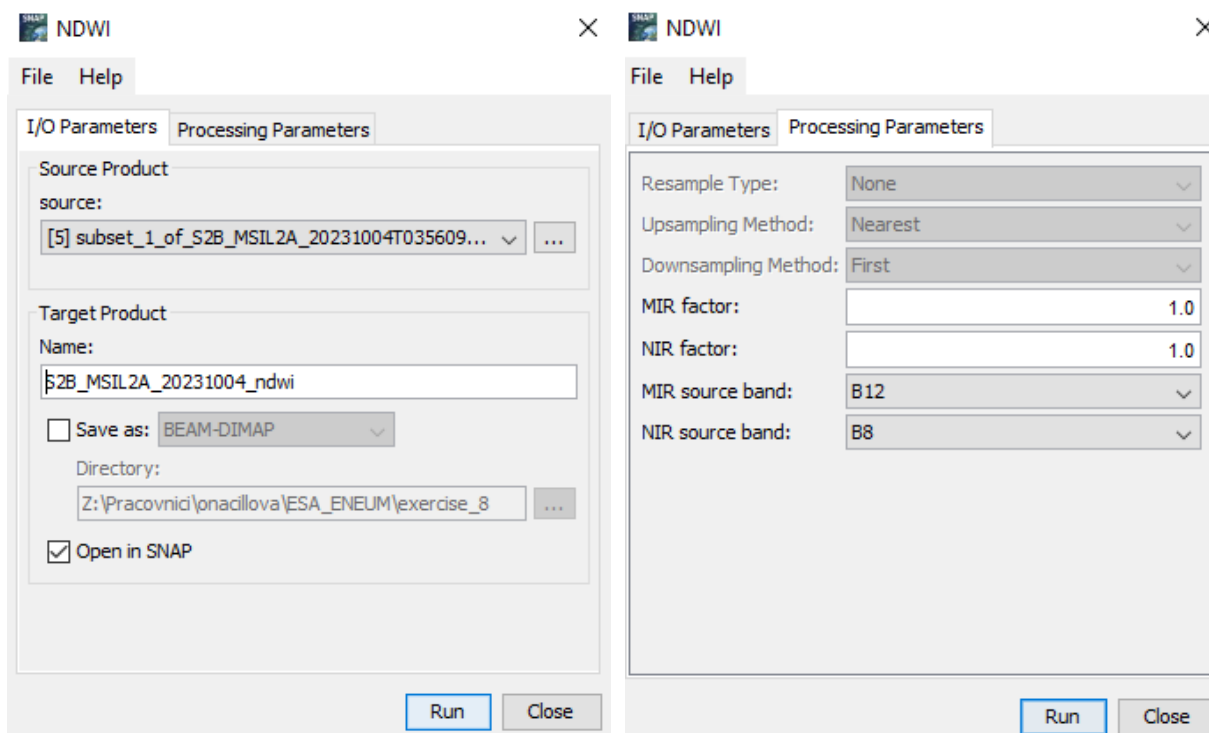 NDWI
File Help
I/O Parameters Processing Parameters
Source Product
source:
[5] subset_1_of_S2B_MSIL2A_20231004T035609... ...
Target Product
Name:
S2B_MSIL2A_20231004_ndwi
Save as: BEAM-DIMAP
Directory:
Z:\Pracovnici\onacillova\ESA_ENEUM\exercise_8 ...
Open in SNAP
Run Close
NDWI
File Help
I/O Parameters Processing Parameters
Resample Type: None
Upsampling Method: Nearest
Downsampling Method: First
MIR factor: 1.0
NIR factor: 1.0
MIR source band: B12
NIR source band: B8
Run Close